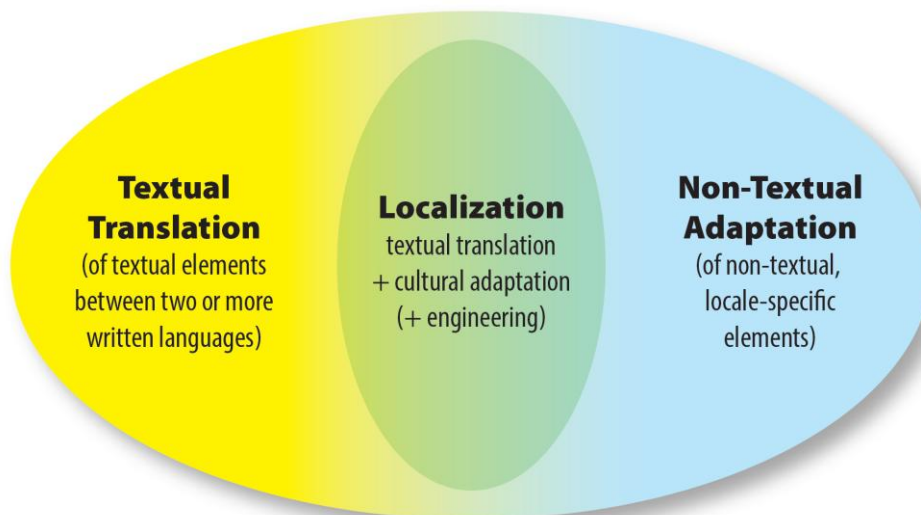 Textual
Translation
(of textual elements
between two or more
written languages)
Localization
textual translation
+ cultural adaptation
(+ engineering)
Non-Textual
Adaptation
(of non-textual,
locale-specific
elements)